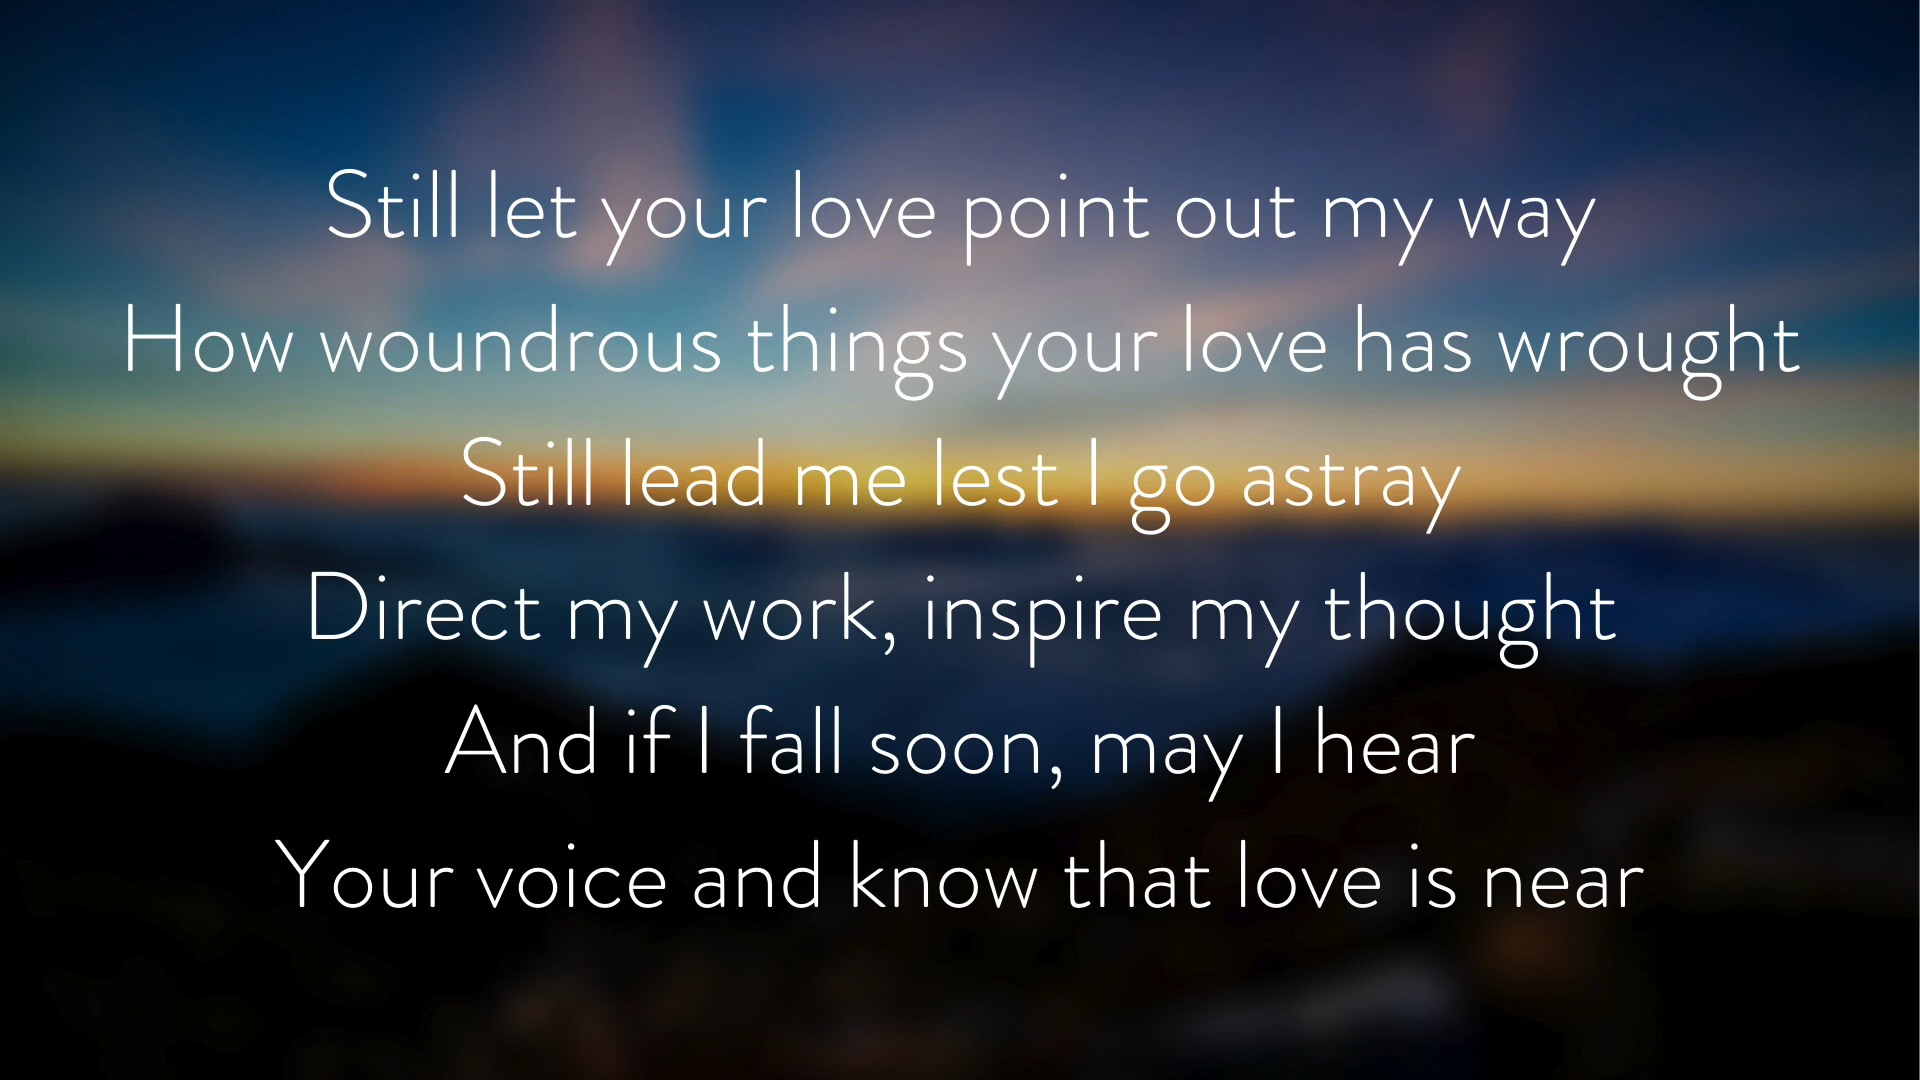 Still let your love point out my way
How woundrous things your love has wrought
Still lead me lest I go astray
Direct my work, inspire my thought
And if I fall soon, may I hear
Your voice and know that love is near